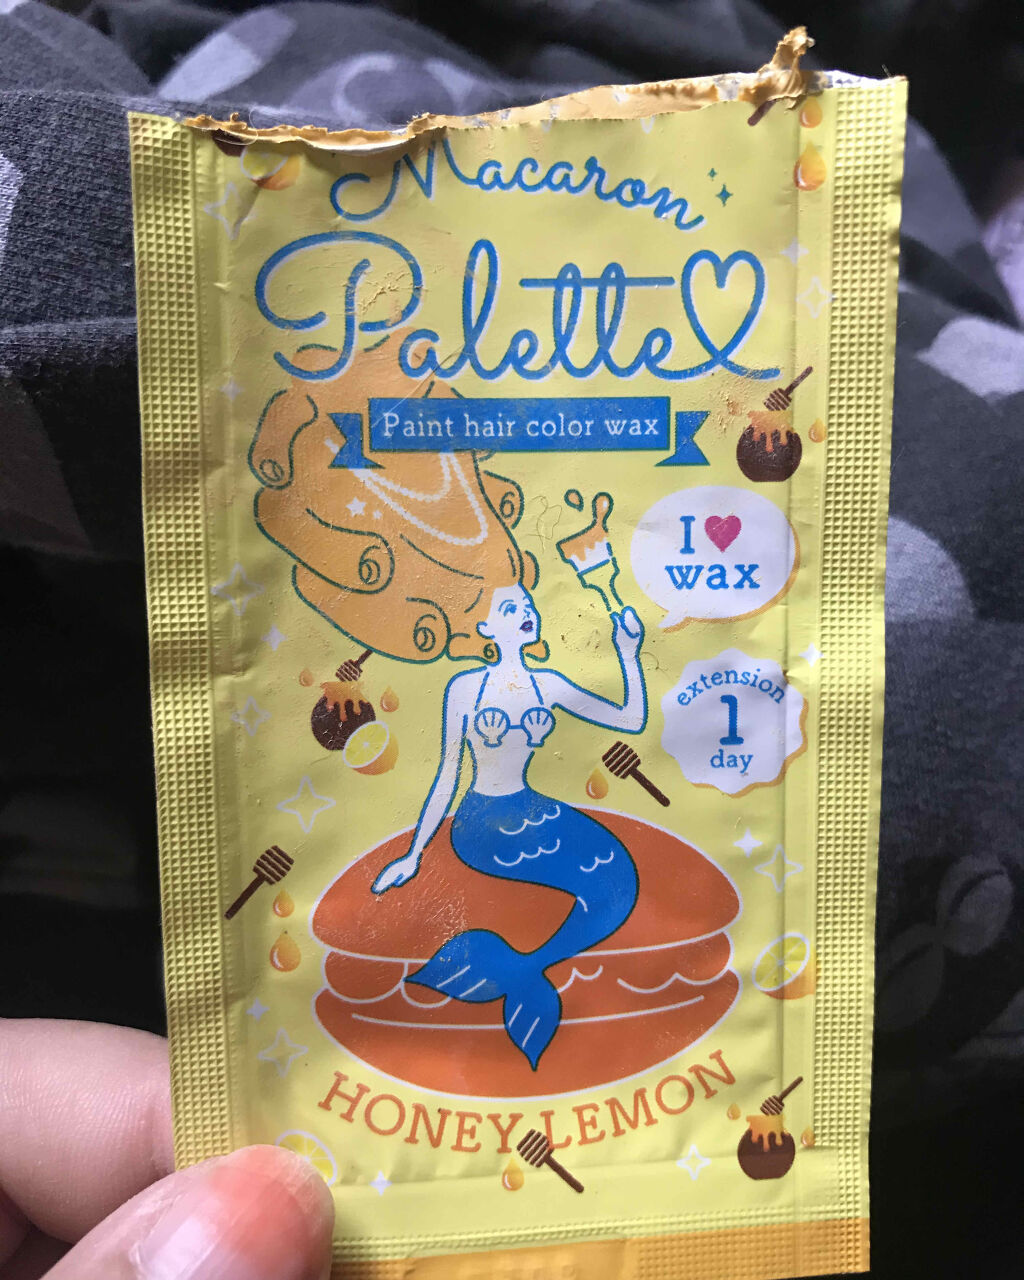 Macaron
Palette
Paint hair color wax
I ♥
wax
extension
1
day
HONEY LEMON